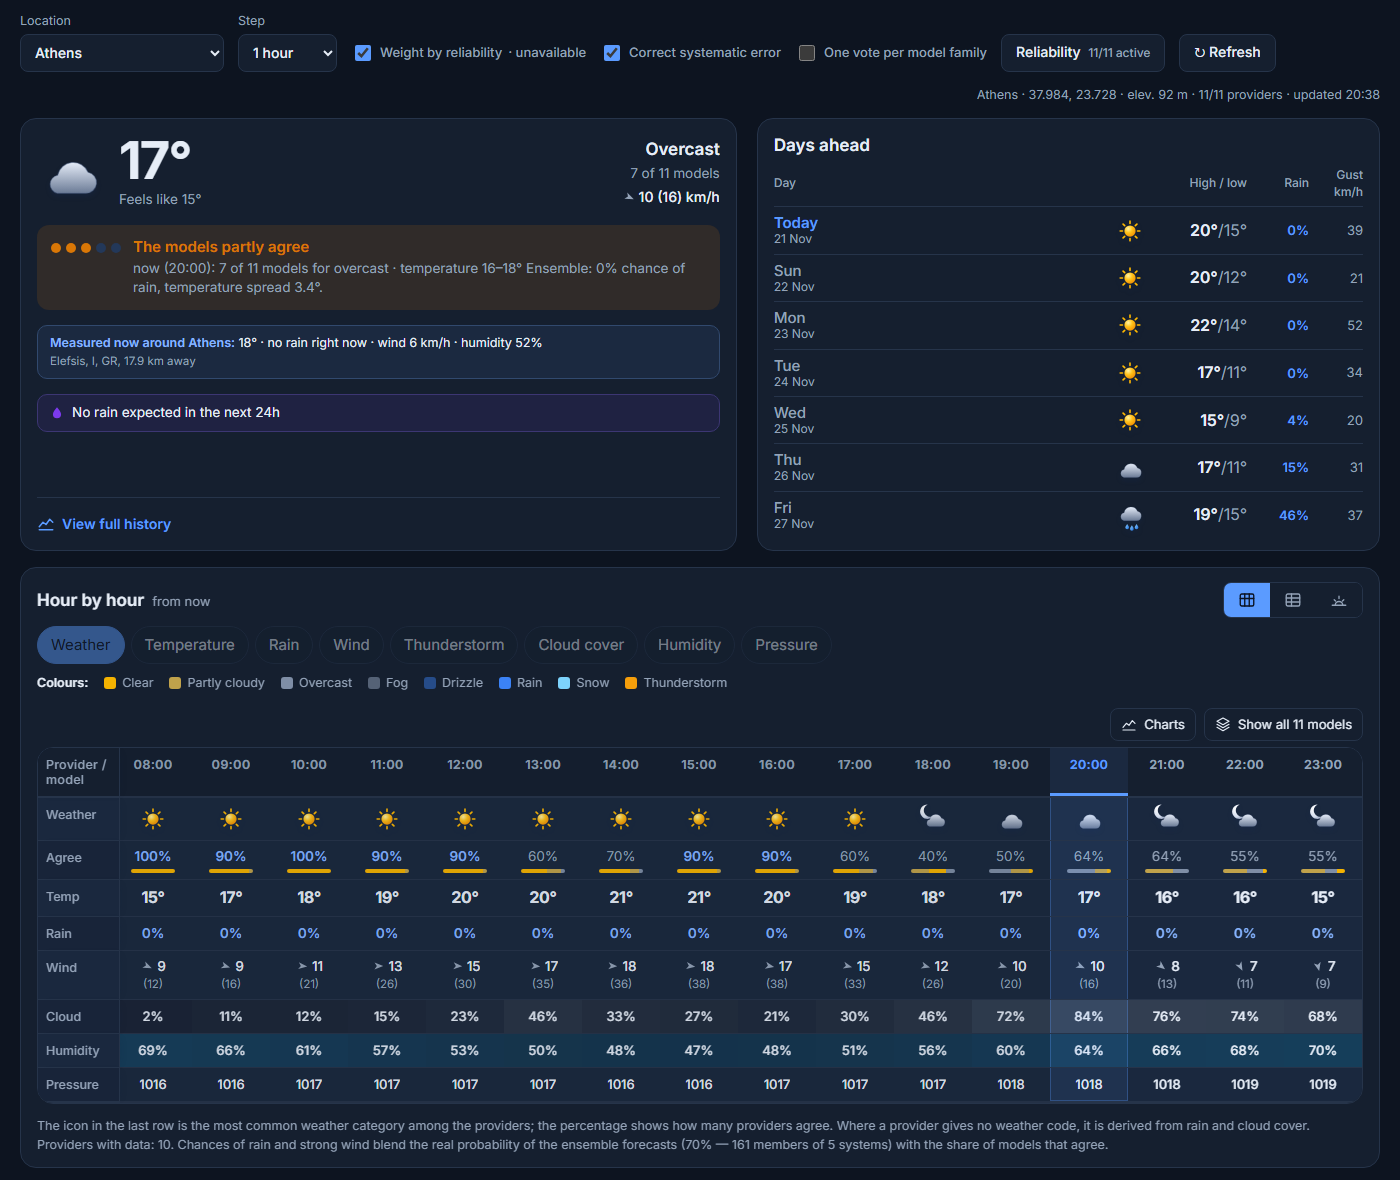 Location
Step
Athens
1 hour
Weight by reliability · unavailable
Correct systematic error
One vote per model family
Reliability 11/11 active
↻ Refresh
Athens · 37.984, 23.728 · elev. 92 m · 11/11 providers · updated 20:38
17°
Feels like 15°
Overcast
7 of 11 models
10 (16) km/h
The models partly agree
now (20:00): 7 of 11 models for overcast · temperature 16–18° Ensemble: 0% chance of
rain, temperature spread 3.4°.
Measured now around Athens: 18° · no rain right now · wind 6 km/h · humidity 52%
Elefsis, I, GR, 17.9 km away
No rain expected in the next 24h
View full history
Days ahead
Day High / low Rain Gust km/h
Today 20°/15° 0% 39
21 Nov
Sun 20°/12° 0% 21
22 Nov
Mon 22°/14° 0% 52
23 Nov
Tue 17°/11° 0% 34
24 Nov
Wed 15°/9° 4% 20
25 Nov
Thu 17°/11° 15% 31
26 Nov
Fri 19°/15° 46% 37
27 Nov
Hour by hour from now
Weather Temperature Rain Wind Thunderstorm Cloud cover Humidity Pressure
Colours: Clear Partly cloudy Overcast Fog Drizzle Rain Snow Thunderstorm
Charts
Show all 11 models
Provider / model 08:00 09:00 10:00 11:00 12:00 13:00 14:00 15:00 16:00 17:00 18:00 19:00 20:00 21:00 22:00 23:00
Weather
Agree 100% 90% 100% 90% 90% 60% 70% 90% 90% 60% 40% 50% 64% 64% 55% 55%
Temp 15° 17° 18° 19° 20° 20° 21° 21° 20° 19° 18° 17° 17° 16° 16° 15°
Rain 0% 0% 0% 0% 0% 0% 0% 0% 0% 0% 0% 0% 0% 0% 0% 0%
Wind 9 9 11 13 15 17 18 18 17 15 12 10 10 8 7 7
(12) (16) (21) (26) (30) (35) (36) (38) (38) (33) (26) (20) (16) (13) (11) (9)
Cloud 2% 11% 12% 15% 23% 46% 33% 27% 21% 30% 46% 72% 84% 76% 74% 68%
Humidity 69% 66% 61% 57% 53% 50% 48% 47% 48% 51% 56% 60% 64% 66% 68% 70%
Pressure 1016 1016 1017 1017 1017 1017 1016 1016 1017 1017 1017 1018 1018 1018 1019 1019
The icon in the last row is the most common weather category among the providers; the percentage shows how many providers agree. Where a provider gives no weather code, it is derived from rain and cloud cover.
Providers with data: 10. Chances of rain and strong wind blend the real probability of the ensemble forecasts (70% — 161 members of 5 systems) with the share of models that agree.